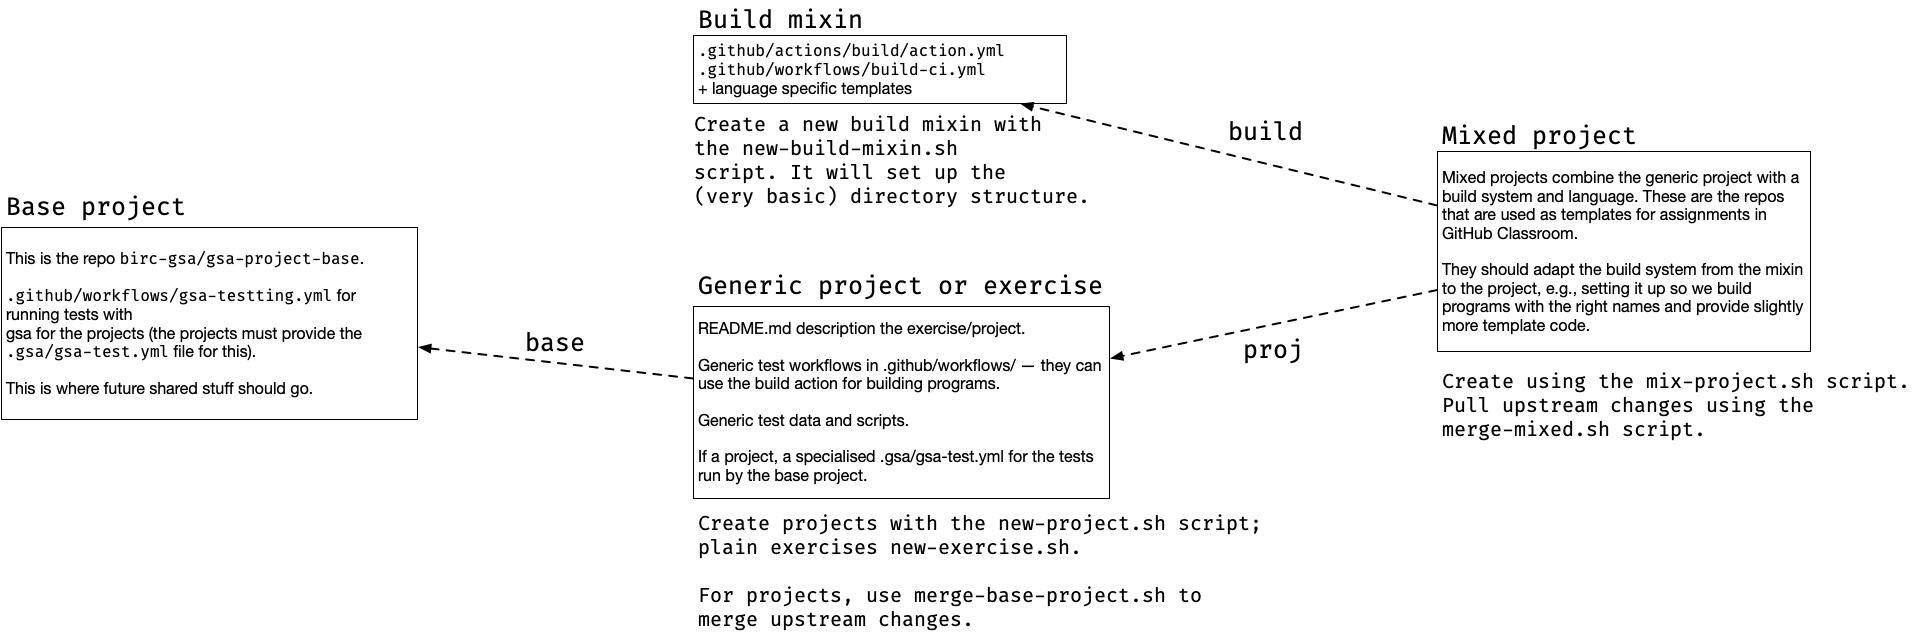 Build mixin
.github/actions/build/action.yml
.github/workflows/build-ci.yml
+ language specific templates
Create a new build mixin with
the new-build-mixin.sh
script. It will set up the
(very basic) directory structure.
build
Mixed project
Mixed projects combine the generic project with a
build system and language. These are the repos
that are used as templates for assignments in
GitHub Classroom.
They should adapt the build system from the mixin
to the project, e.g., setting it up so we build
programs with the right names and provide slightly
more template code.
Create using the mix-project.sh script.
Pull upstream changes using the
merge-mixed.sh script.
Base project
This is the repo birc-gsa/gsa-project-base.
.github/workflows/gsa-testting.yml for
running tests with
gsa for the projects (the projects must provide the
.gsa/gsa-test.yml file for this).
This is where future shared stuff should go.
base
Generic project or exercise
README.md description the exercise/project.
Generic test workflows in .github/workflows/ — they can
use the build action for building programs.
Generic test data and scripts.
If a project, a specialised .gsa/gsa-test.yml for the tests
run by the base project.
proj
Create projects with the new-project.sh script;
plain exercises new-exercise.sh.
For projects, use merge-base-project.sh to
merge upstream changes.